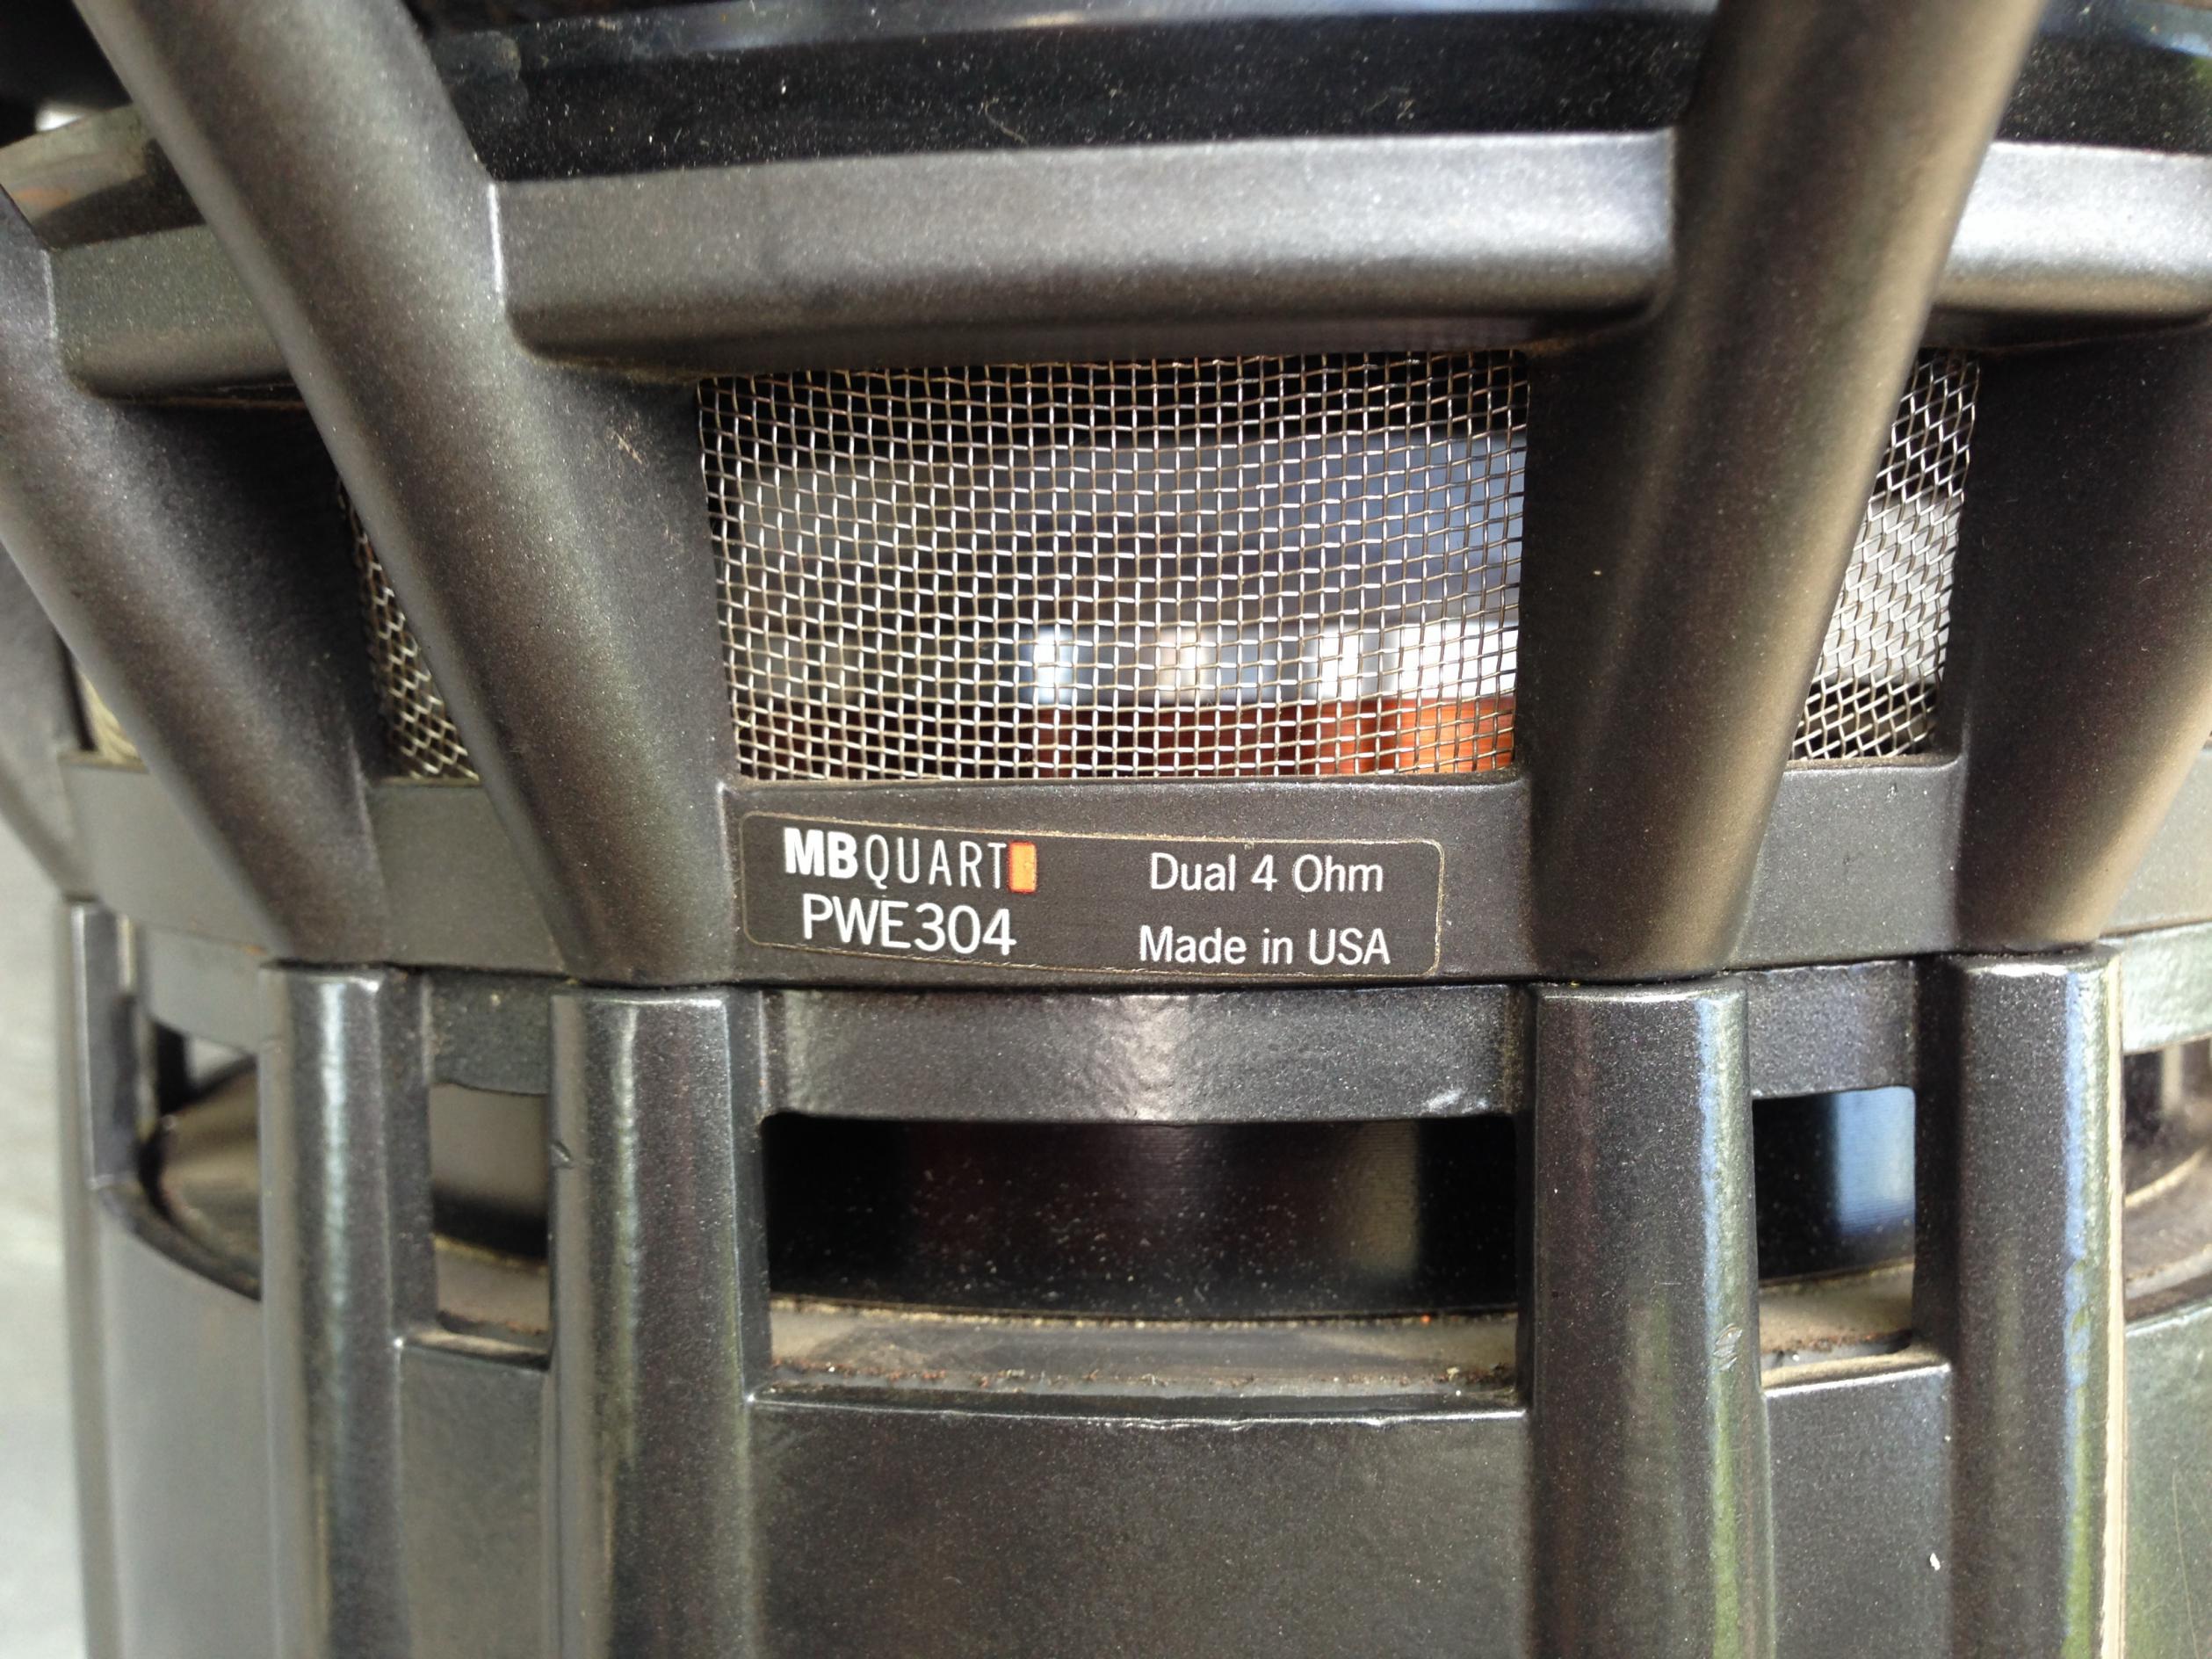 MBQUART
PWE304
Dual 4 Ohm
Made in USA